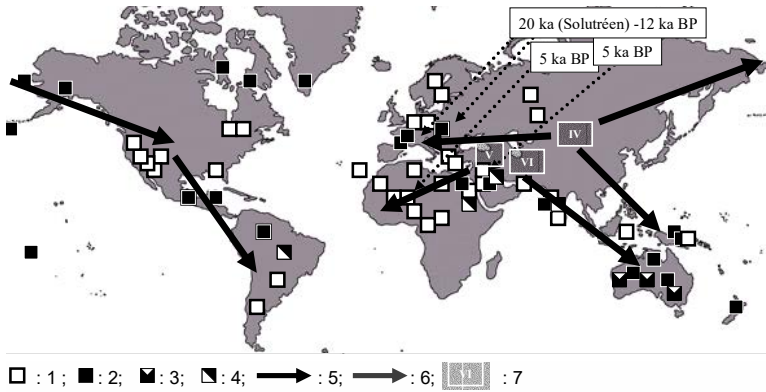 20 ka (Solutréen) -12 ka BP
5 ka BP
5 ka BP
IV
V
VI
: 1 ; : 2; : 3; : 4; : 5; : 6; VI : 7